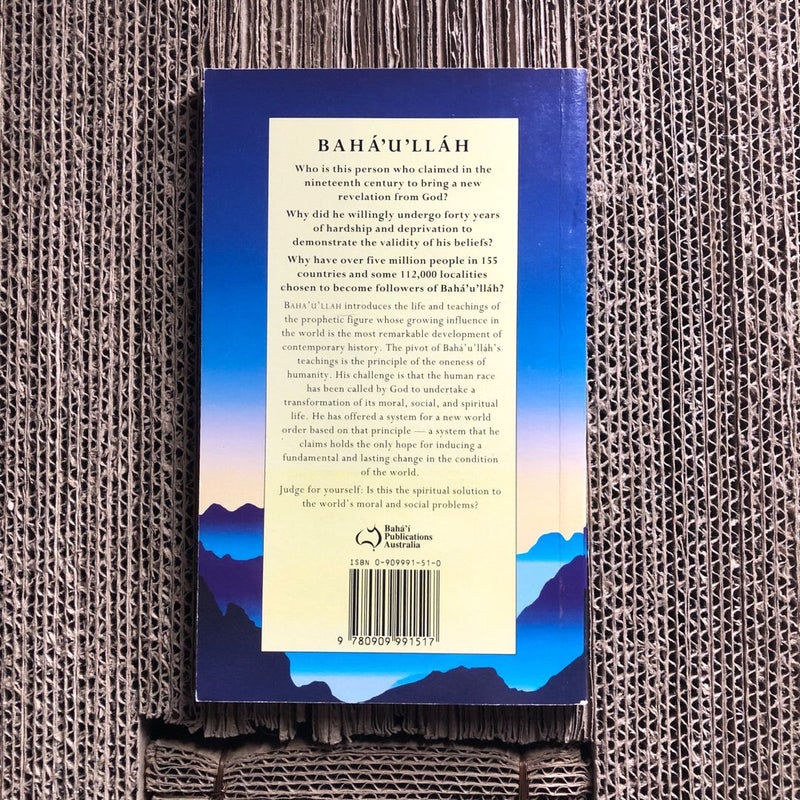 BAHÁ'U'LLÁH
Who is this person who claimed in the
nineteenth century to bring a new
revelation from God?
Why did he willingly undergo forty years
of hardship and deprivation to
demonstrate the validity of his beliefs?
Why have over five million people in 155
countries and some 112,000 localities
chosen to become followers of Bahá'u'lláh?
BAHA'U'LLAH introduces the life and teachings of
the prophetic figure whose growing influence in
the world is the most remarkable development of
contemporary history. The pivot of Bahá'u'lláh's
teachings is the principle of the oneness of
humanity. His challenge is that the human race
has been called by God to undertake a
transformation of its moral, social, and spiritual
life. He has offered a system for a new world
order based on that principle — a system that he
claims holds the only hope for inducing a
fundamental and lasting change in the condition
of the world.
Judge for yourself: Is this the spiritual solution to
the world's moral and social problems?
Bahá'í
Publications
Australia
ISBN 0-909991-51-0
9 780909 991517